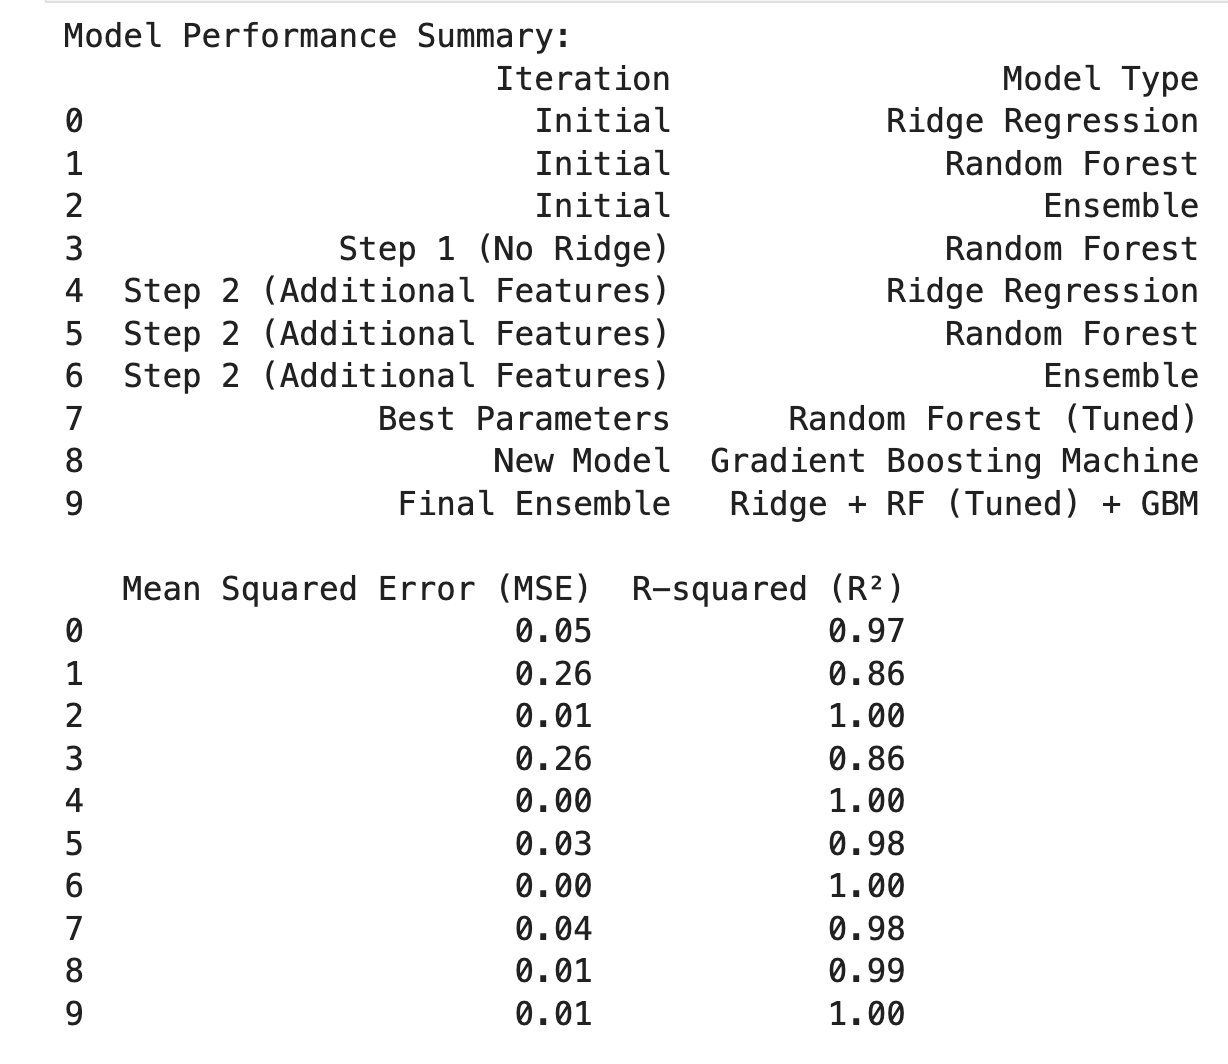 Model Performance Summary:
Iteration Model Type
0 Initial Ridge Regression
1 Initial Random Forest
2 Initial Ensemble
3 Step 1 (No Ridge) Random Forest
4 Step 2 (Additional Features) Ridge Regression
5 Step 2 (Additional Features) Random Forest
6 Step 2 (Additional Features) Ensemble
7 Best Parameters Random Forest (Tuned)
8 New Model Gradient Boosting Machine
9 Final Ensemble Ridge + RF (Tuned) + GBM
Mean Squared Error (MSE) R-squared (R²)
0 0.05 0.97
1 0.26 0.86
2 0.01 1.00
3 0.26 0.86
4 0.00 1.00
5 0.03 0.98
6 0.00 1.00
7 0.04 0.98
8 0.01 0.99
9 0.01 1.00